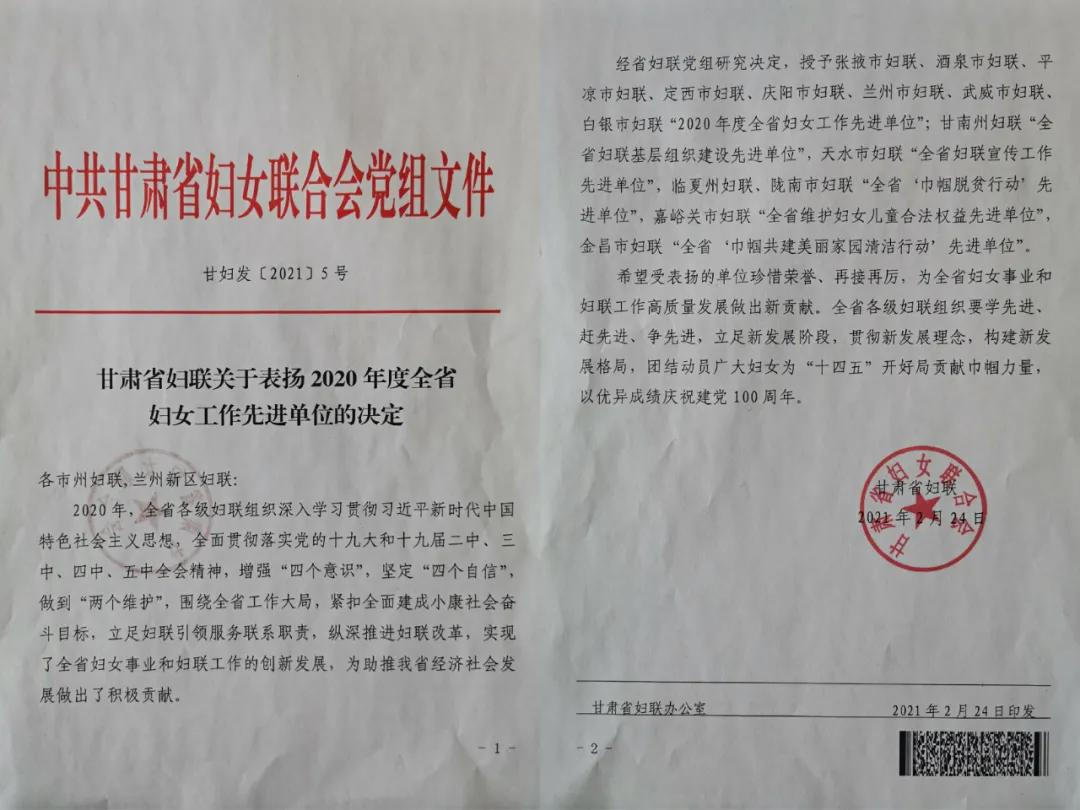 中共甘肃省妇女联合会党组文件
甘妇发〔2021〕5号
甘肃省妇联关于表扬2020年度全省
妇女工作先进单位的决定
各市州妇联,兰州新区妇联:
2020年，全省各级妇联组织深入学习贯彻习近平新时代中国
特色社会主义思想，全面贯彻落实党的十九大和十九届二中、三
中、四中、五中全会精神，增强“四个意识”，坚定“四个自信”，
做到“两个维护”，围绕全省工作大局，紧扣全面建成小康社会奋
斗目标，立足妇联引领服务联系职责，纵深推进妇联改革，实现
了全省妇女事业和妇联工作的创新发展，为助推我省经济社会发
展做出了积极贡献。
- 1 -
经省妇联党组研究决定，授予张掖市妇联、酒泉市妇联、平
凉市妇联、定西市妇联、庆阳市妇联、兰州市妇联、武威市妇联、
白银市妇联“2020年度全省妇女工作先进单位”；甘南州妇联“全
省妇联基层组织建设先进单位”，天水市妇联“全省妇联宣传工作
先进单位”，临夏州妇联、陇南市妇联“全省‘巾帼脱贫行动’先
进单位”，嘉峪关市妇联“全省维护妇女儿童合法权益先进单位”，
金昌市妇联“全省‘巾帼共建美丽家园清洁行动’先进单位”。
希望受表扬的单位珍惜荣誉、再接再厉，为全省妇女事业和
妇联工作高质量发展做出新贡献。全省各级妇联组织要学先进、
赶先进、争先进，立足新发展阶段，贯彻新发展理念，构建新发
展格局，团结动员广大妇女为“十四五”开好局贡献巾帼力量，
以优异成绩庆祝建党100周年。
甘肃省妇女联合会
甘肃省妇联
2021年2月24日
甘肃省妇联办公室
2021年2月24日印发
- 2 -